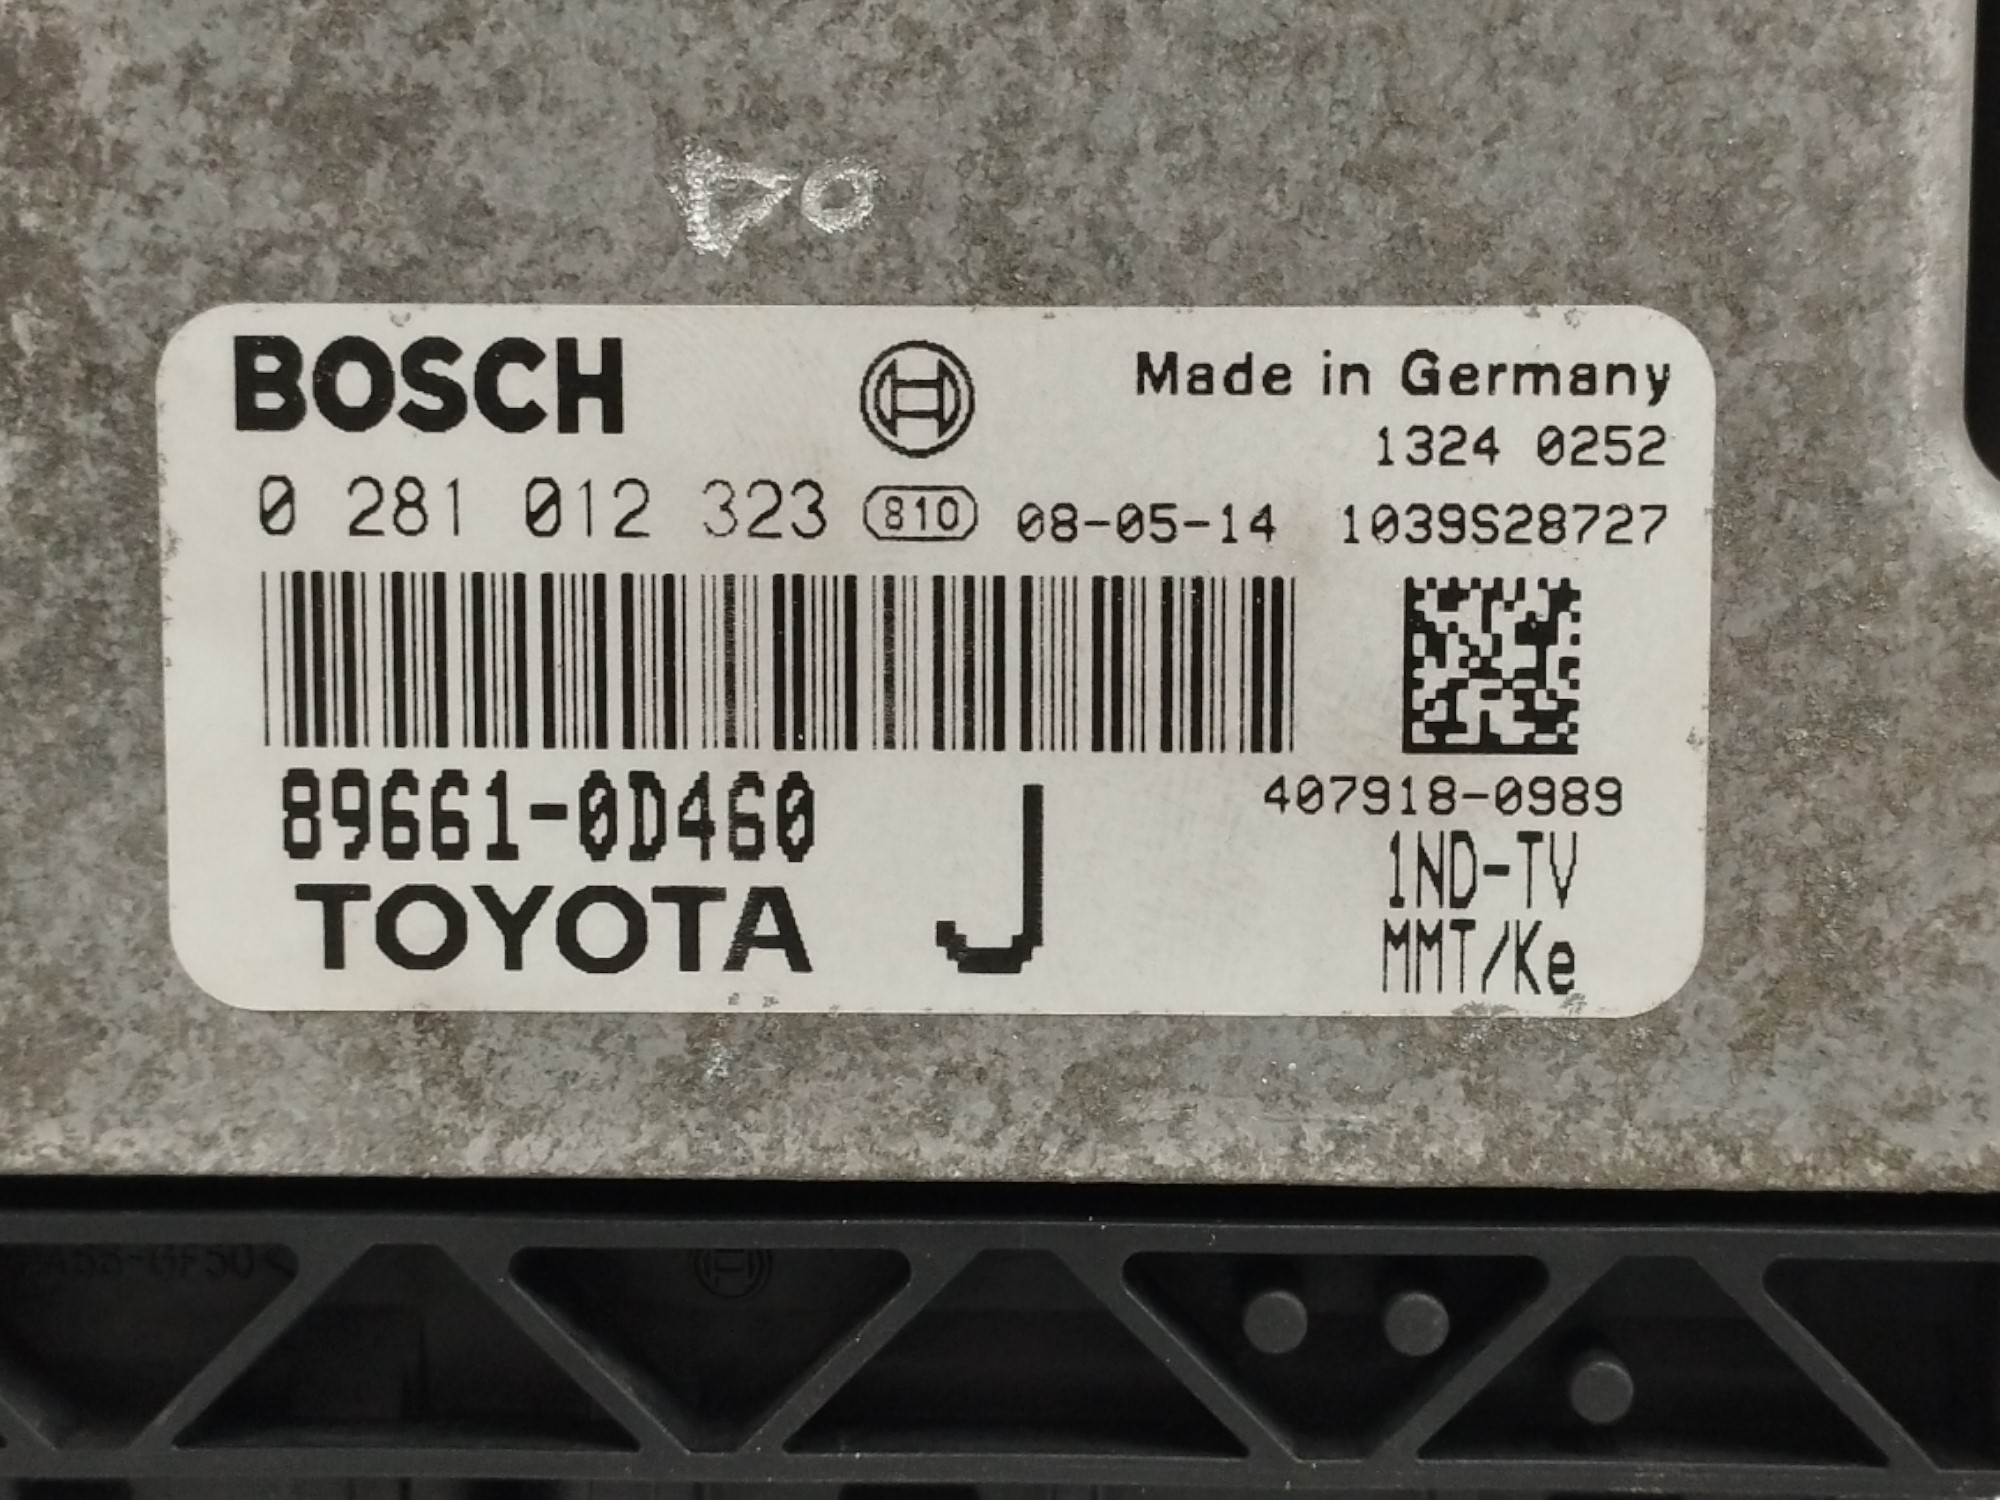 BOSCH
Made in Germany
1324 0252
0 281 012 323 810 08-05-14 1039S28727
89661-0D460
TOYOTA
J
407918-0989
1ND-TV
MMT/Ke